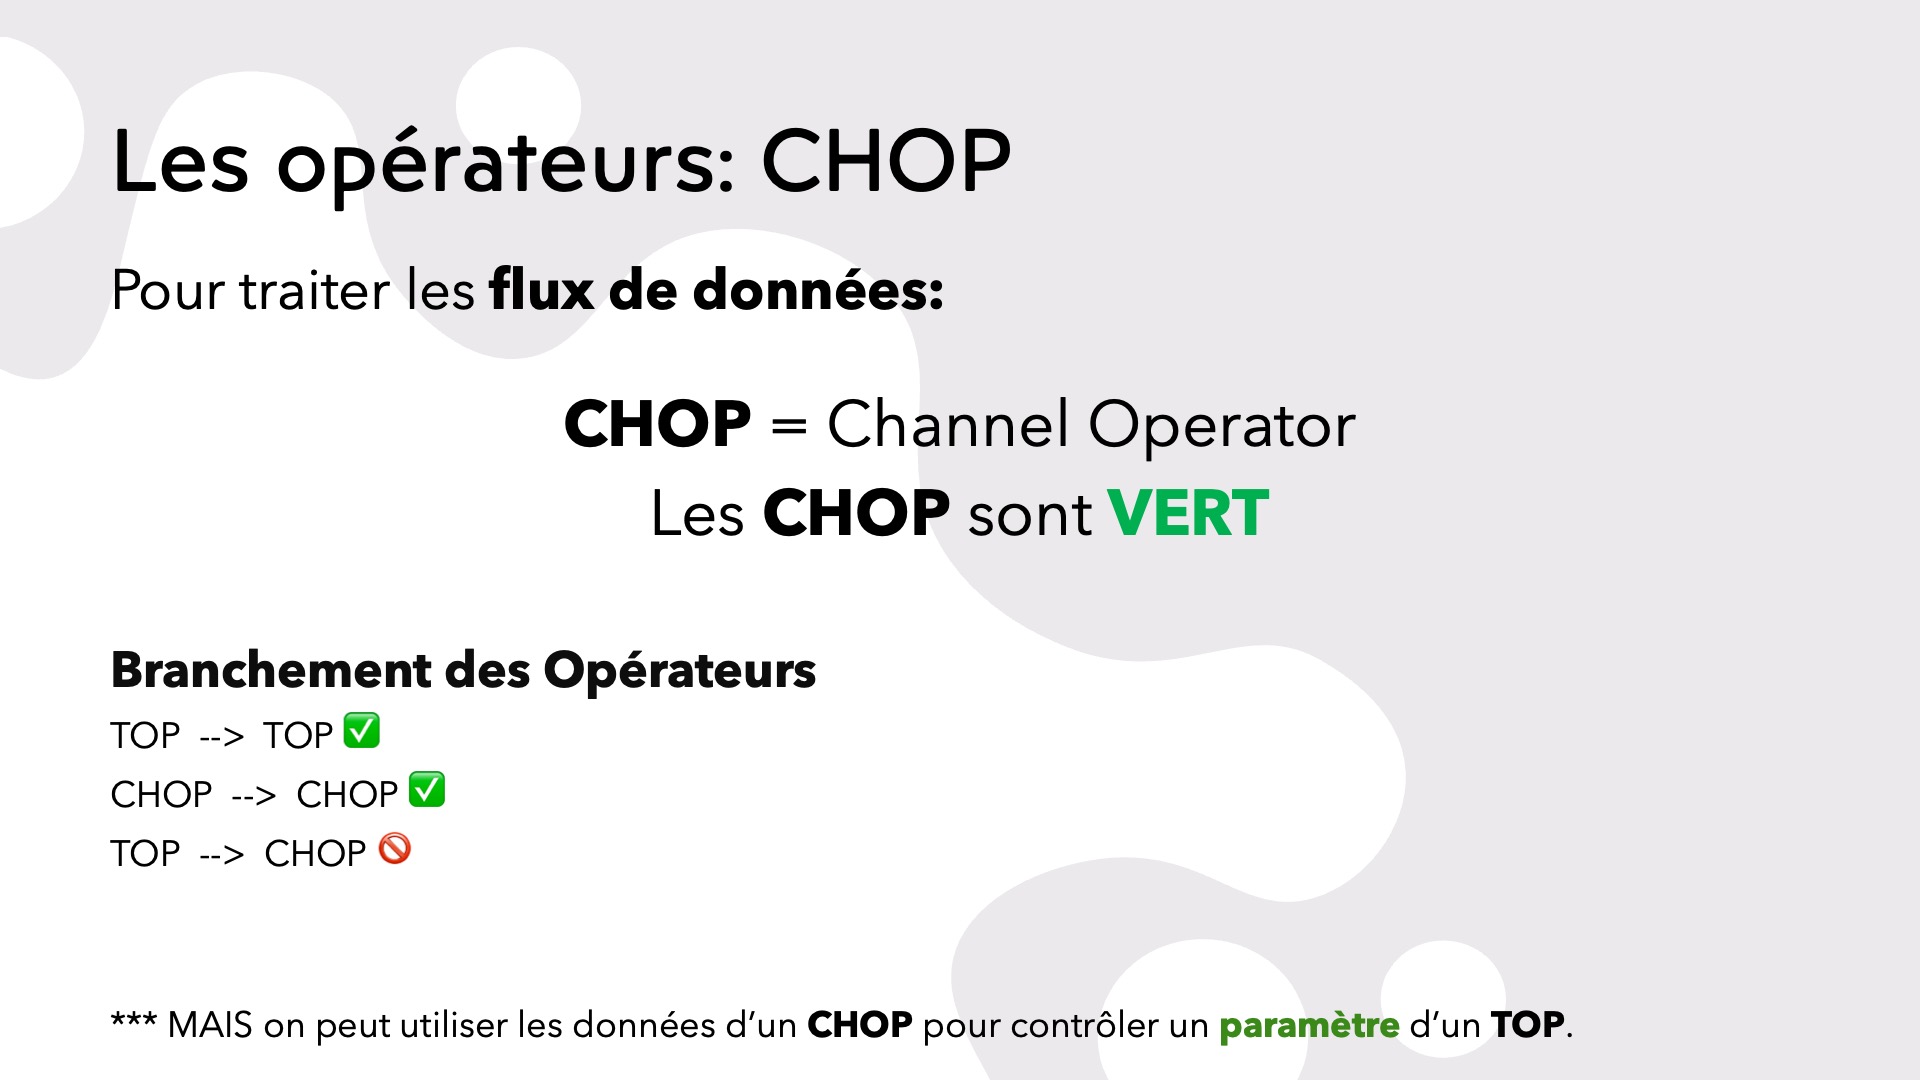 Les opérateurs: CHOP
Pour traiter les flux de données:
CHOP = Channel Operator
Les CHOP sont VERT
Branchement des Opérateurs
TOP --> TOP ✅
CHOP --> CHOP ✅
TOP --> CHOP 🚫
*** MAIS on peut utiliser les données d’un CHOP pour contrôler un paramètre d’un TOP.